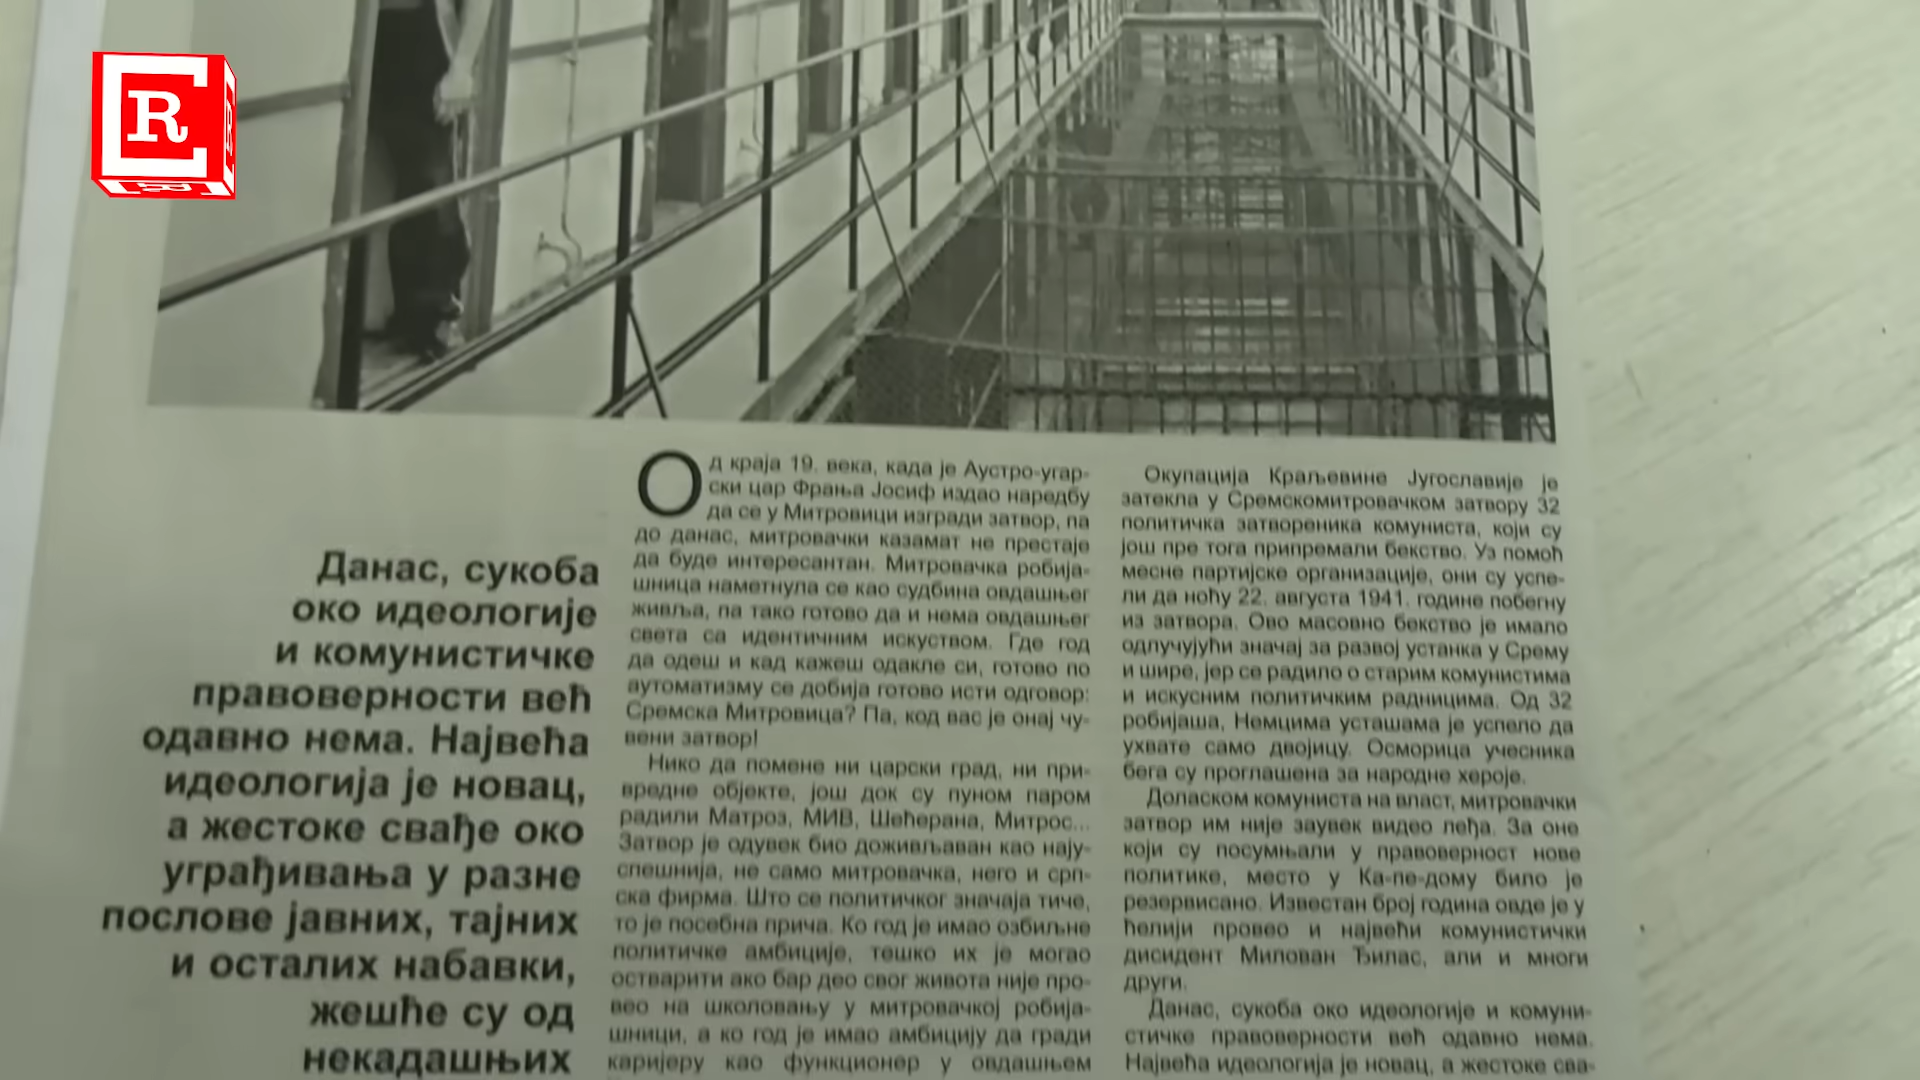 R
Данас, сукоба
око идеологије
и комунистичке
правоверности већ
одавно нема. Највећа
идеологија је новац,
а жестоке свађе око
уграђивања у разне
послове јавних, тајних
и осталих набавки,
жешће су од
некадашњих
Од краја 19. века, када је Аустро-угар-
ски цар Фрања Јосиф издао наредбу
да се у Митровици изгради затвор, па
до данас, митровачки казамат не престаје
да буде интересантан. Митровачка робија-
шница наметнула се као судбина овдашњег
живља, па тако готово да и нема овдашњег
света са идентичним искуством. Где год
да одеш и кад кажеш одакле си, готово по
аутоматизму се добија готово исти одговор:
Сремска Митровица? Па, код вас је онај чу-
вени затвор!
Нико да помене ни царски град, ни при-
вредне објекте, још док су пуном паром
радили Матроз, МИВ, Шећерана, Митрос...
Затвор је одувек био доживљаван као нају-
спешнија, не само митровачка, него и срп-
ска фирма. Што се политичког значаја тиче,
то је посебна прича. Ко год је имао озбиљне
политичке амбиције, тешко их је могао
остварити ако бар део свог живота није про-
вео на школовању у митровачкој робија-
шници, а ко год је имао амбицију да гради
каријеру као функционер у овдашњем
Окупација Краљевине Југославије је
затекла у Сремскомитровачком затвору 32
политичка затвореника комуниста, који су
још пре тога припремали бекство. Уз помоћ
месне партијске организације, они су успе-
ли да ноћу 22. августа 1941. године побегну
из затвора. Ово масовно бекство је имало
одлучујући значај за развој устанка у Срему
и шире, јер се радило о старим комунистима
и искусним политичким радницима. Од 32
робијаша, Немцима усташама је успело да
ухвате само двојицу. Осморица учесника
бега су проглашена за народне хероје.
Доласком комуниста на власт, митровачки
затвор им није заувек видео леђа. За оне
који су посумњали у правоверност нове
политике, место у Ка-пе-дому било је
резервисано. Известан број година овде је у
ћелији провео и највећи комунистички
дисидент Милован Ђилас, али и многи
други.
Данас, сукоба око идеологије и комуни-
стичке правоверности већ одавно нема.
Највећа идеологија је новац, а жестоке сва-